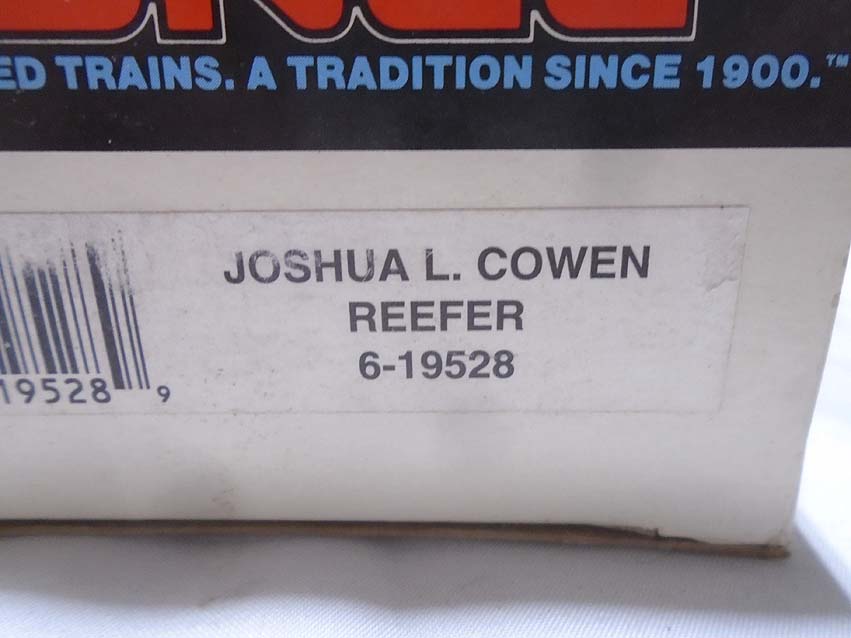 ED TRAINS. A TRADITION SINCE 1900.™
JOSHUA L. COWEN
REEFER
6-19528
19528 9